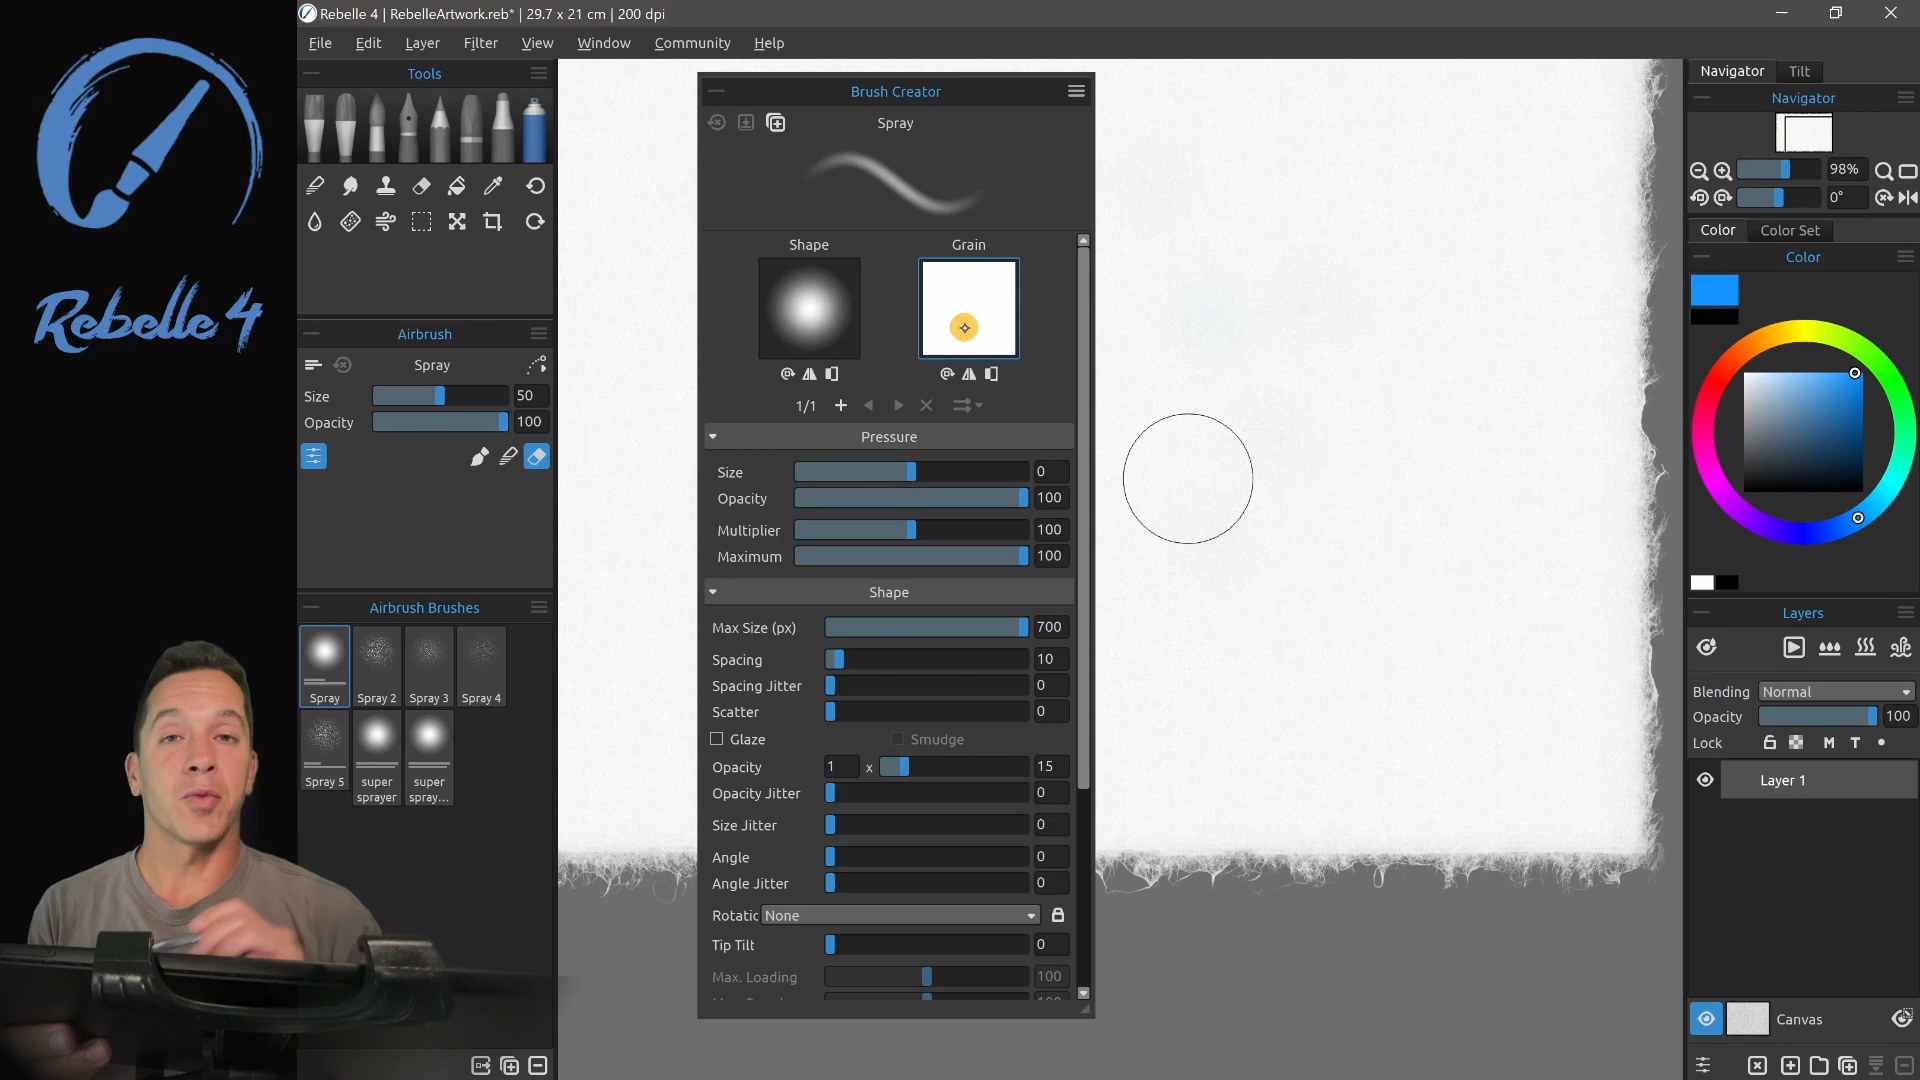 Rebelle 4 | RebelleArtwork.reb* | 29.7 x 21 cm | 200 dpi
File Edit Layer Filter View Window Community Help
Rebelle 4
Tools
Airbrush
Spray
Size 50
Opacity 100
Airbrush Brushes
Spray Spray 2 Spray 3 Spray 4
Spray 5 super sprayer super spray...
Brush Creator
Spray
Shape Grain
1/1
Pressure
Size 0
Opacity 100
Multiplier 100
Maximum 100
Shape
Max Size (px) 700
Spacing 10
Spacing Jitter 0
Scatter 0
Glaze Smudge
Opacity 1 x 15
Opacity Jitter 0
Size Jitter 0
Angle 0
Angle Jitter 0
Rotatic None
Tip Tilt 0
Max. Loading 100
Navigator Tilt
Navigator
98%
0°
Color Color Set
Color
Layers
Blending Normal
Opacity 100
Lock M T
Layer 1
Canvas